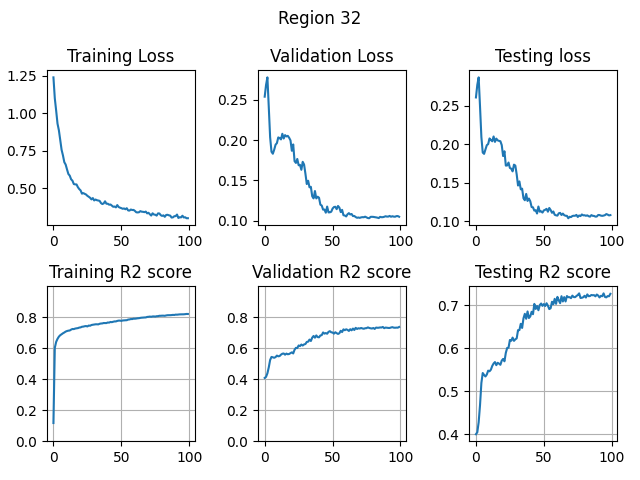 Region 32
Training Loss
Validation Loss
Testing loss
1.25
1.00
0.75
0.50
0 50 100
0.25
0.20
0.15
0.10
0 50 100
0.25
0.20
0.15
0.10
0 50 100
Training R2 score
Validation R2 score
Testing R2 score
0.8
0.6
0.4
0.2
0.0
0 50 100
0.8
0.6
0.4
0.2
0.0
0 50 100
0.7
0.6
0.5
0.4
0 50 100